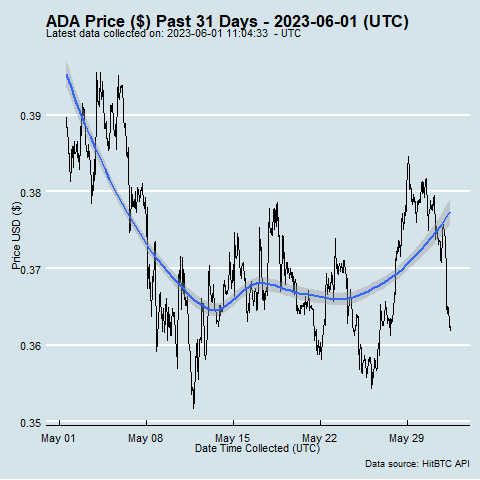 ADA Price ($) Past 31 Days - 2023-06-01 (UTC)
Latest data collected on: 2023-06-01 11:04:33 - UTC
Price USD ($)
0.39
0.38
0.37
0.36
0.35
May 01 May 08 May 15 May 22 May 29
Date Time Collected (UTC)
Data source: HitBTC API